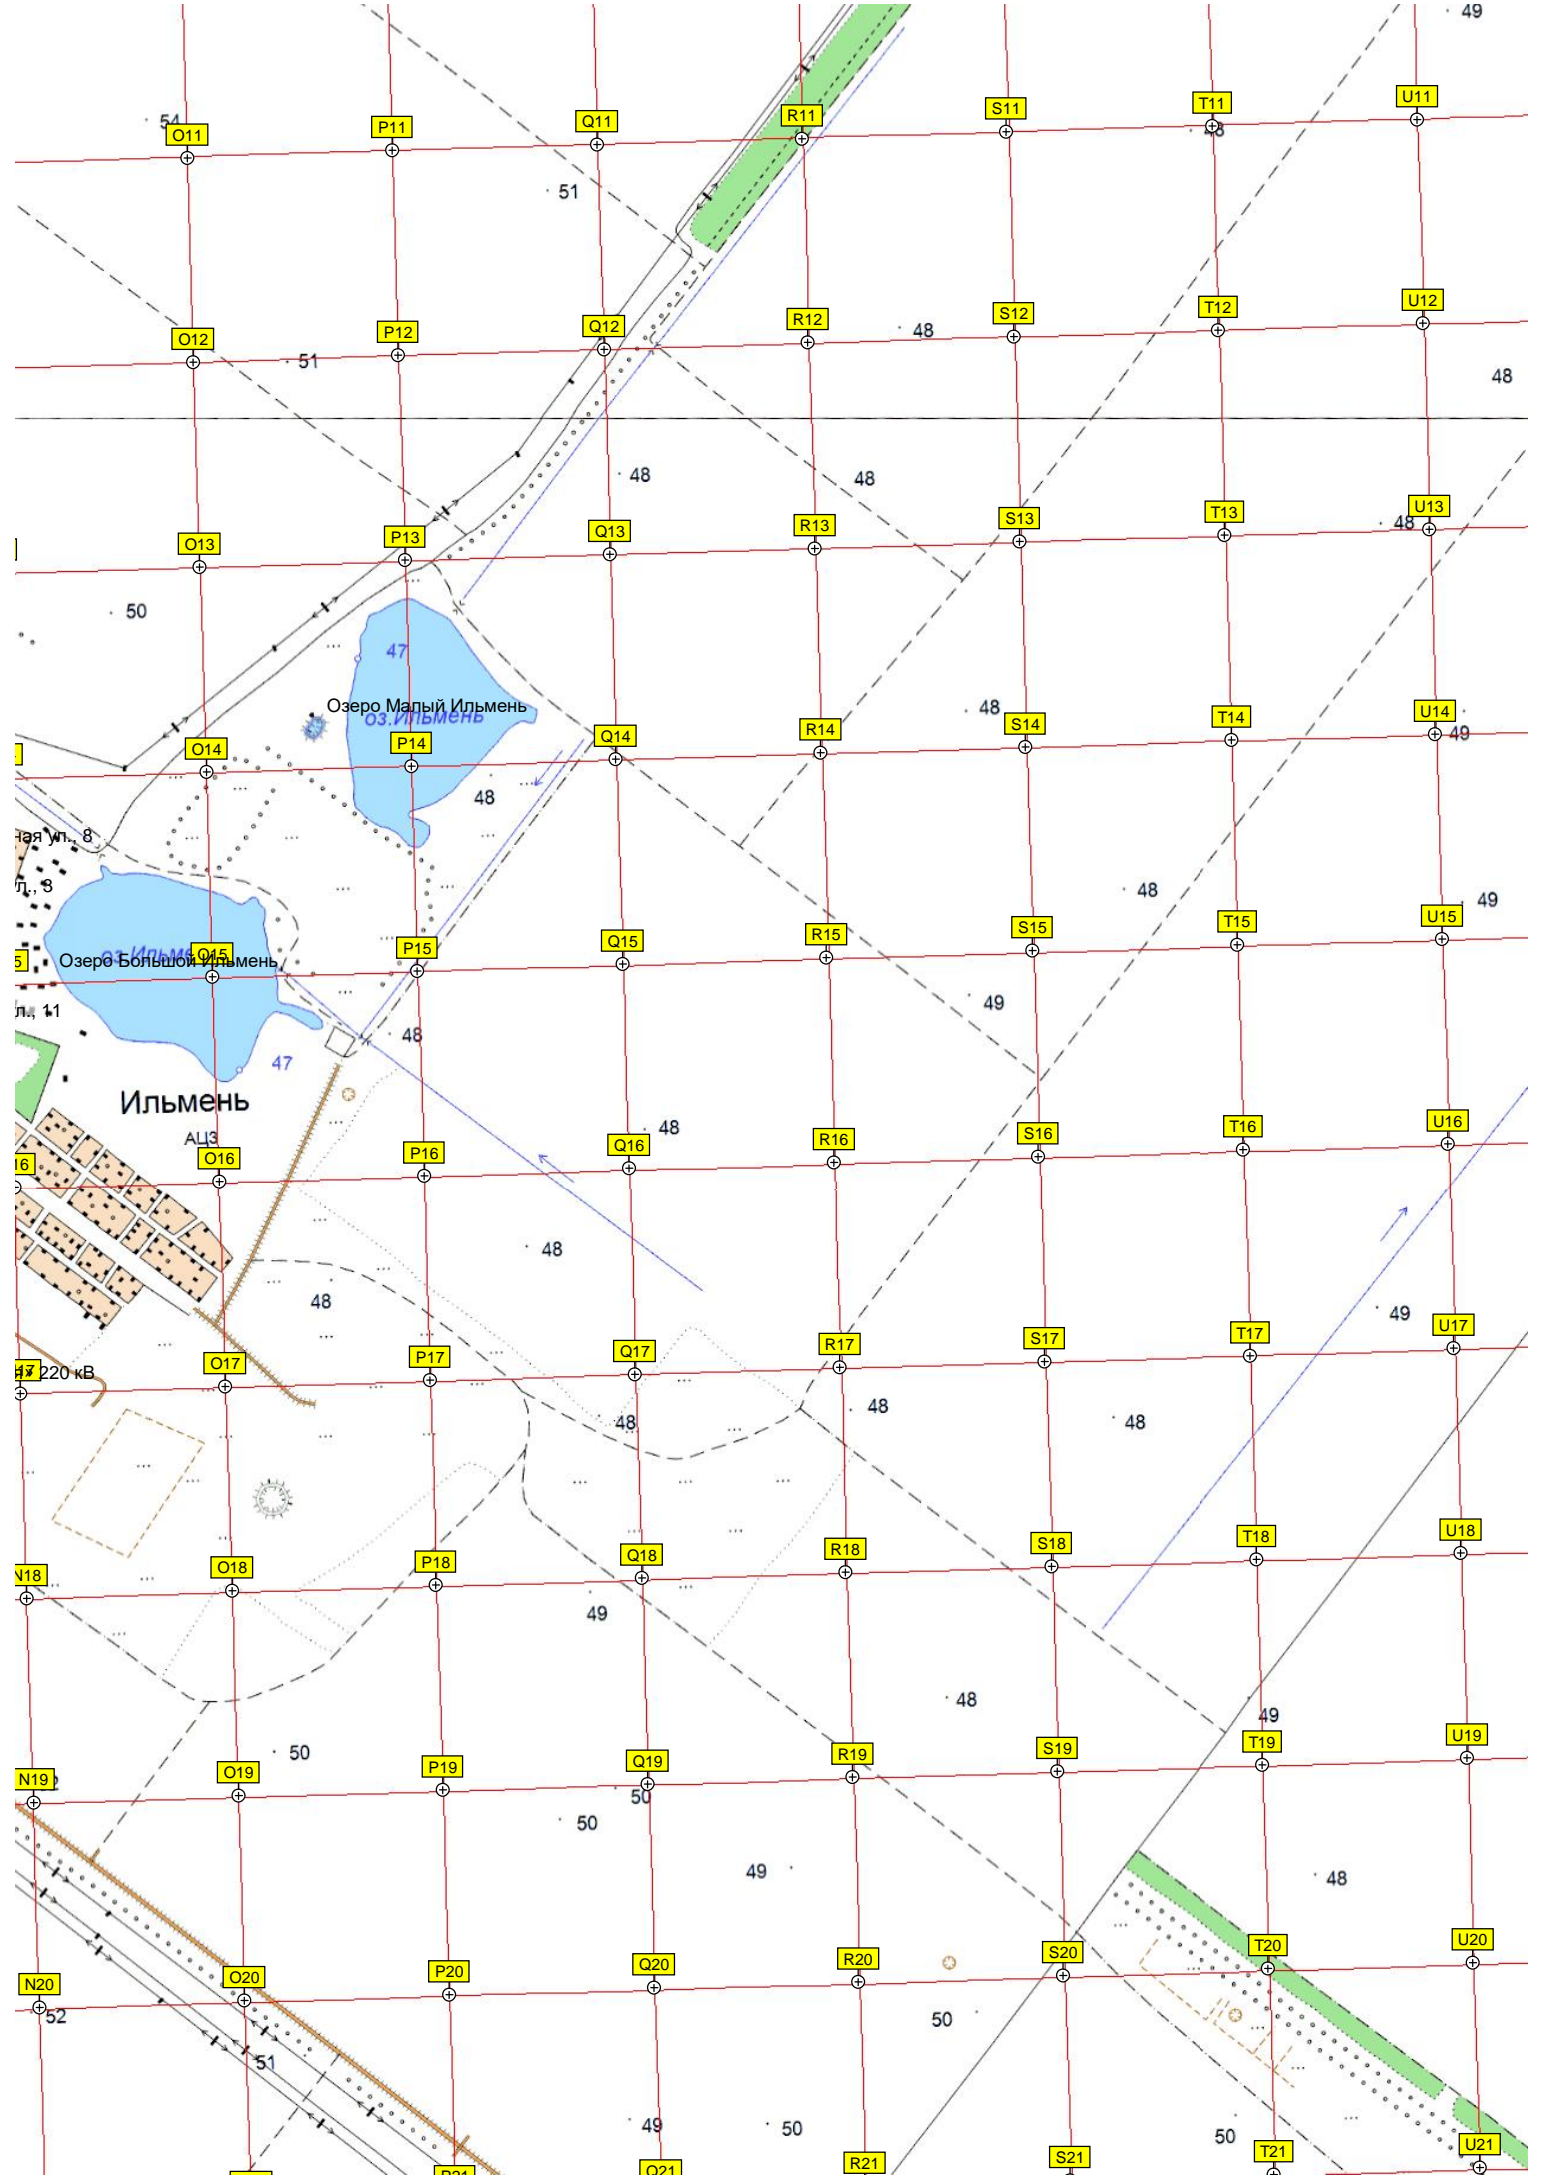 49
54
O11
P11
Q11
R11
S11
T11
48
U11
51
O12
51
P12
Q12
R12
48
S12
T12
U12
48
48
48
O13
P13
Q13
R13
S13
T13
48
U13
50
47
Озеро Малый Ильмень
оз.Ильмень
48
O14
P14
Q14
R14
S14
T14
U14
49
48
ная ул., 8
л., 3
48
49
оз.Ильмень
O15
Озеро Большой Ильмень
5
P15
Q15
R15
S15
T15
U15
49
л., 11
48
47
Ильмень
АЦЗ
48
16
O16
P16
Q16
R16
S16
T16
U16
48
48
49
17
220 кВ
O17
P17
Q17
R17
S17
T17
U17
48
48
48
N18
O18
P18
Q18
R18
S18
T18
U18
49
48
49
50
N19
O19
P19
Q19
R19
S19
T19
U19
50
50
49
48
N20
52
O20
P20
Q20
R20
S20
T20
U20
50
51
49
50
50
P21
Q21
R21
S21
T21
U21